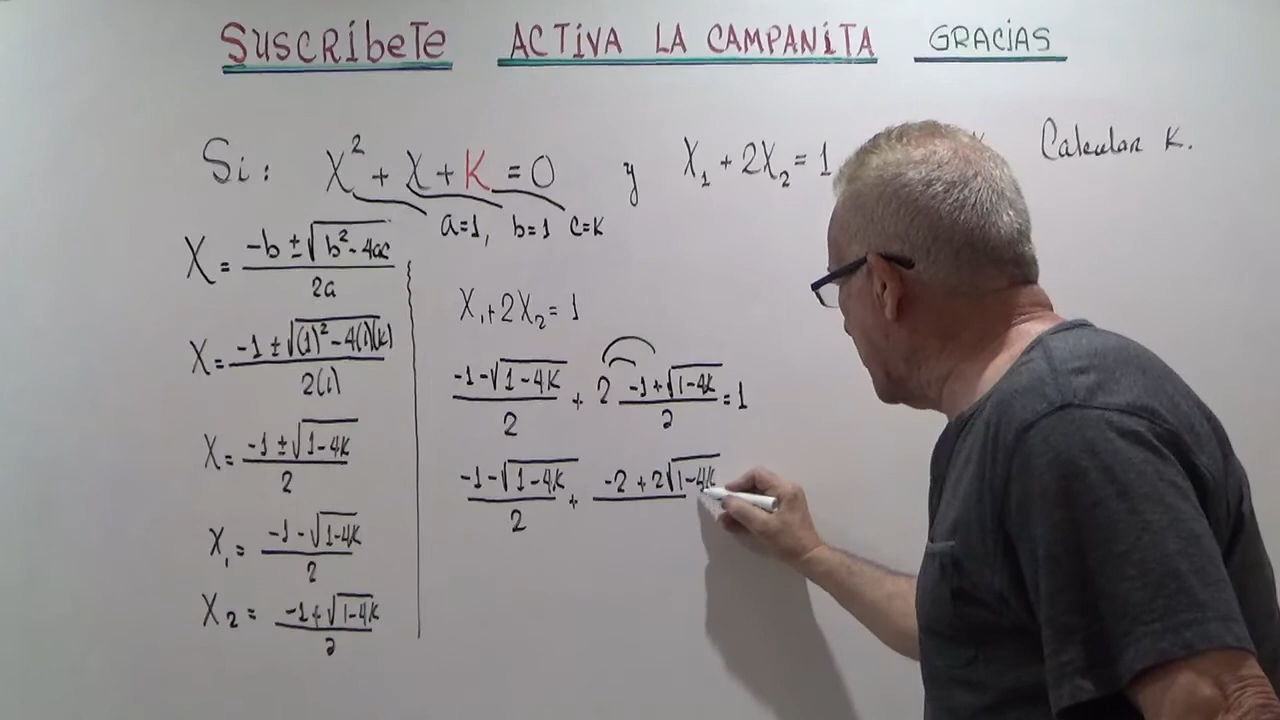 SUSCRÍBETE ACTIVA LA CAMPANITA GRACIAS
Si: X² + X + K = 0 y X₁ + 2X₂ = 1 Calcular K.
a=1, b=1 c=K
X = (-b ± √(b² - 4ac)) / 2a
X = (-1 ± √((1)² - 4(1)(K))) / 2(1)
X = (-1 ± √(1 - 4K)) / 2
X₁ = (-1 - √(1-4K)) / 2
X₂ = (-1 + √(1-4K)) / 2
X₁ + 2X₂ = 1
(-1 - √(1-4K)) / 2 + 2 (-1 + √(1-4K)) / 2 = 1
(-1 - √(1-4K)) / 2 + (-2 + 2√(1-4K))